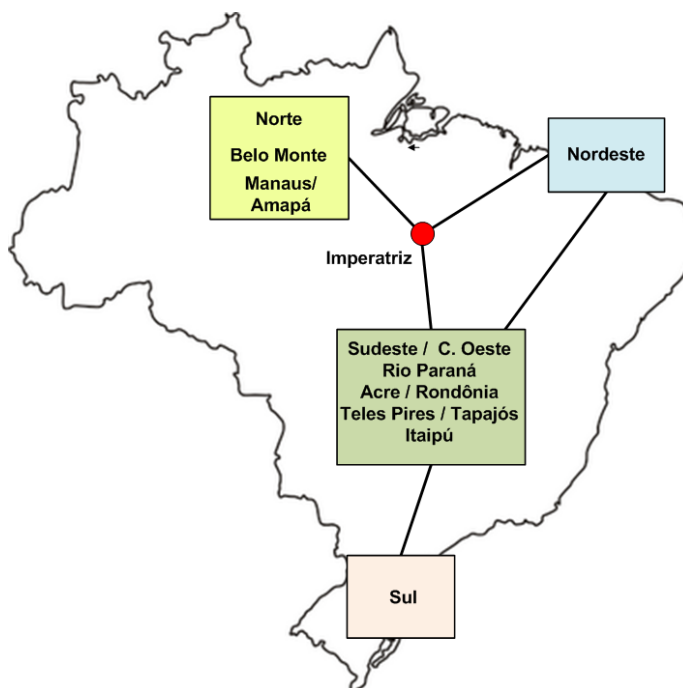 Norte
Belo Monte
Manaus/
Amapá
Nordeste
Imperatriz
Sudeste / C. Oeste
Rio Paraná
Acre / Rondônia
Teles Pires / Tapajós
Itaipú
Sul